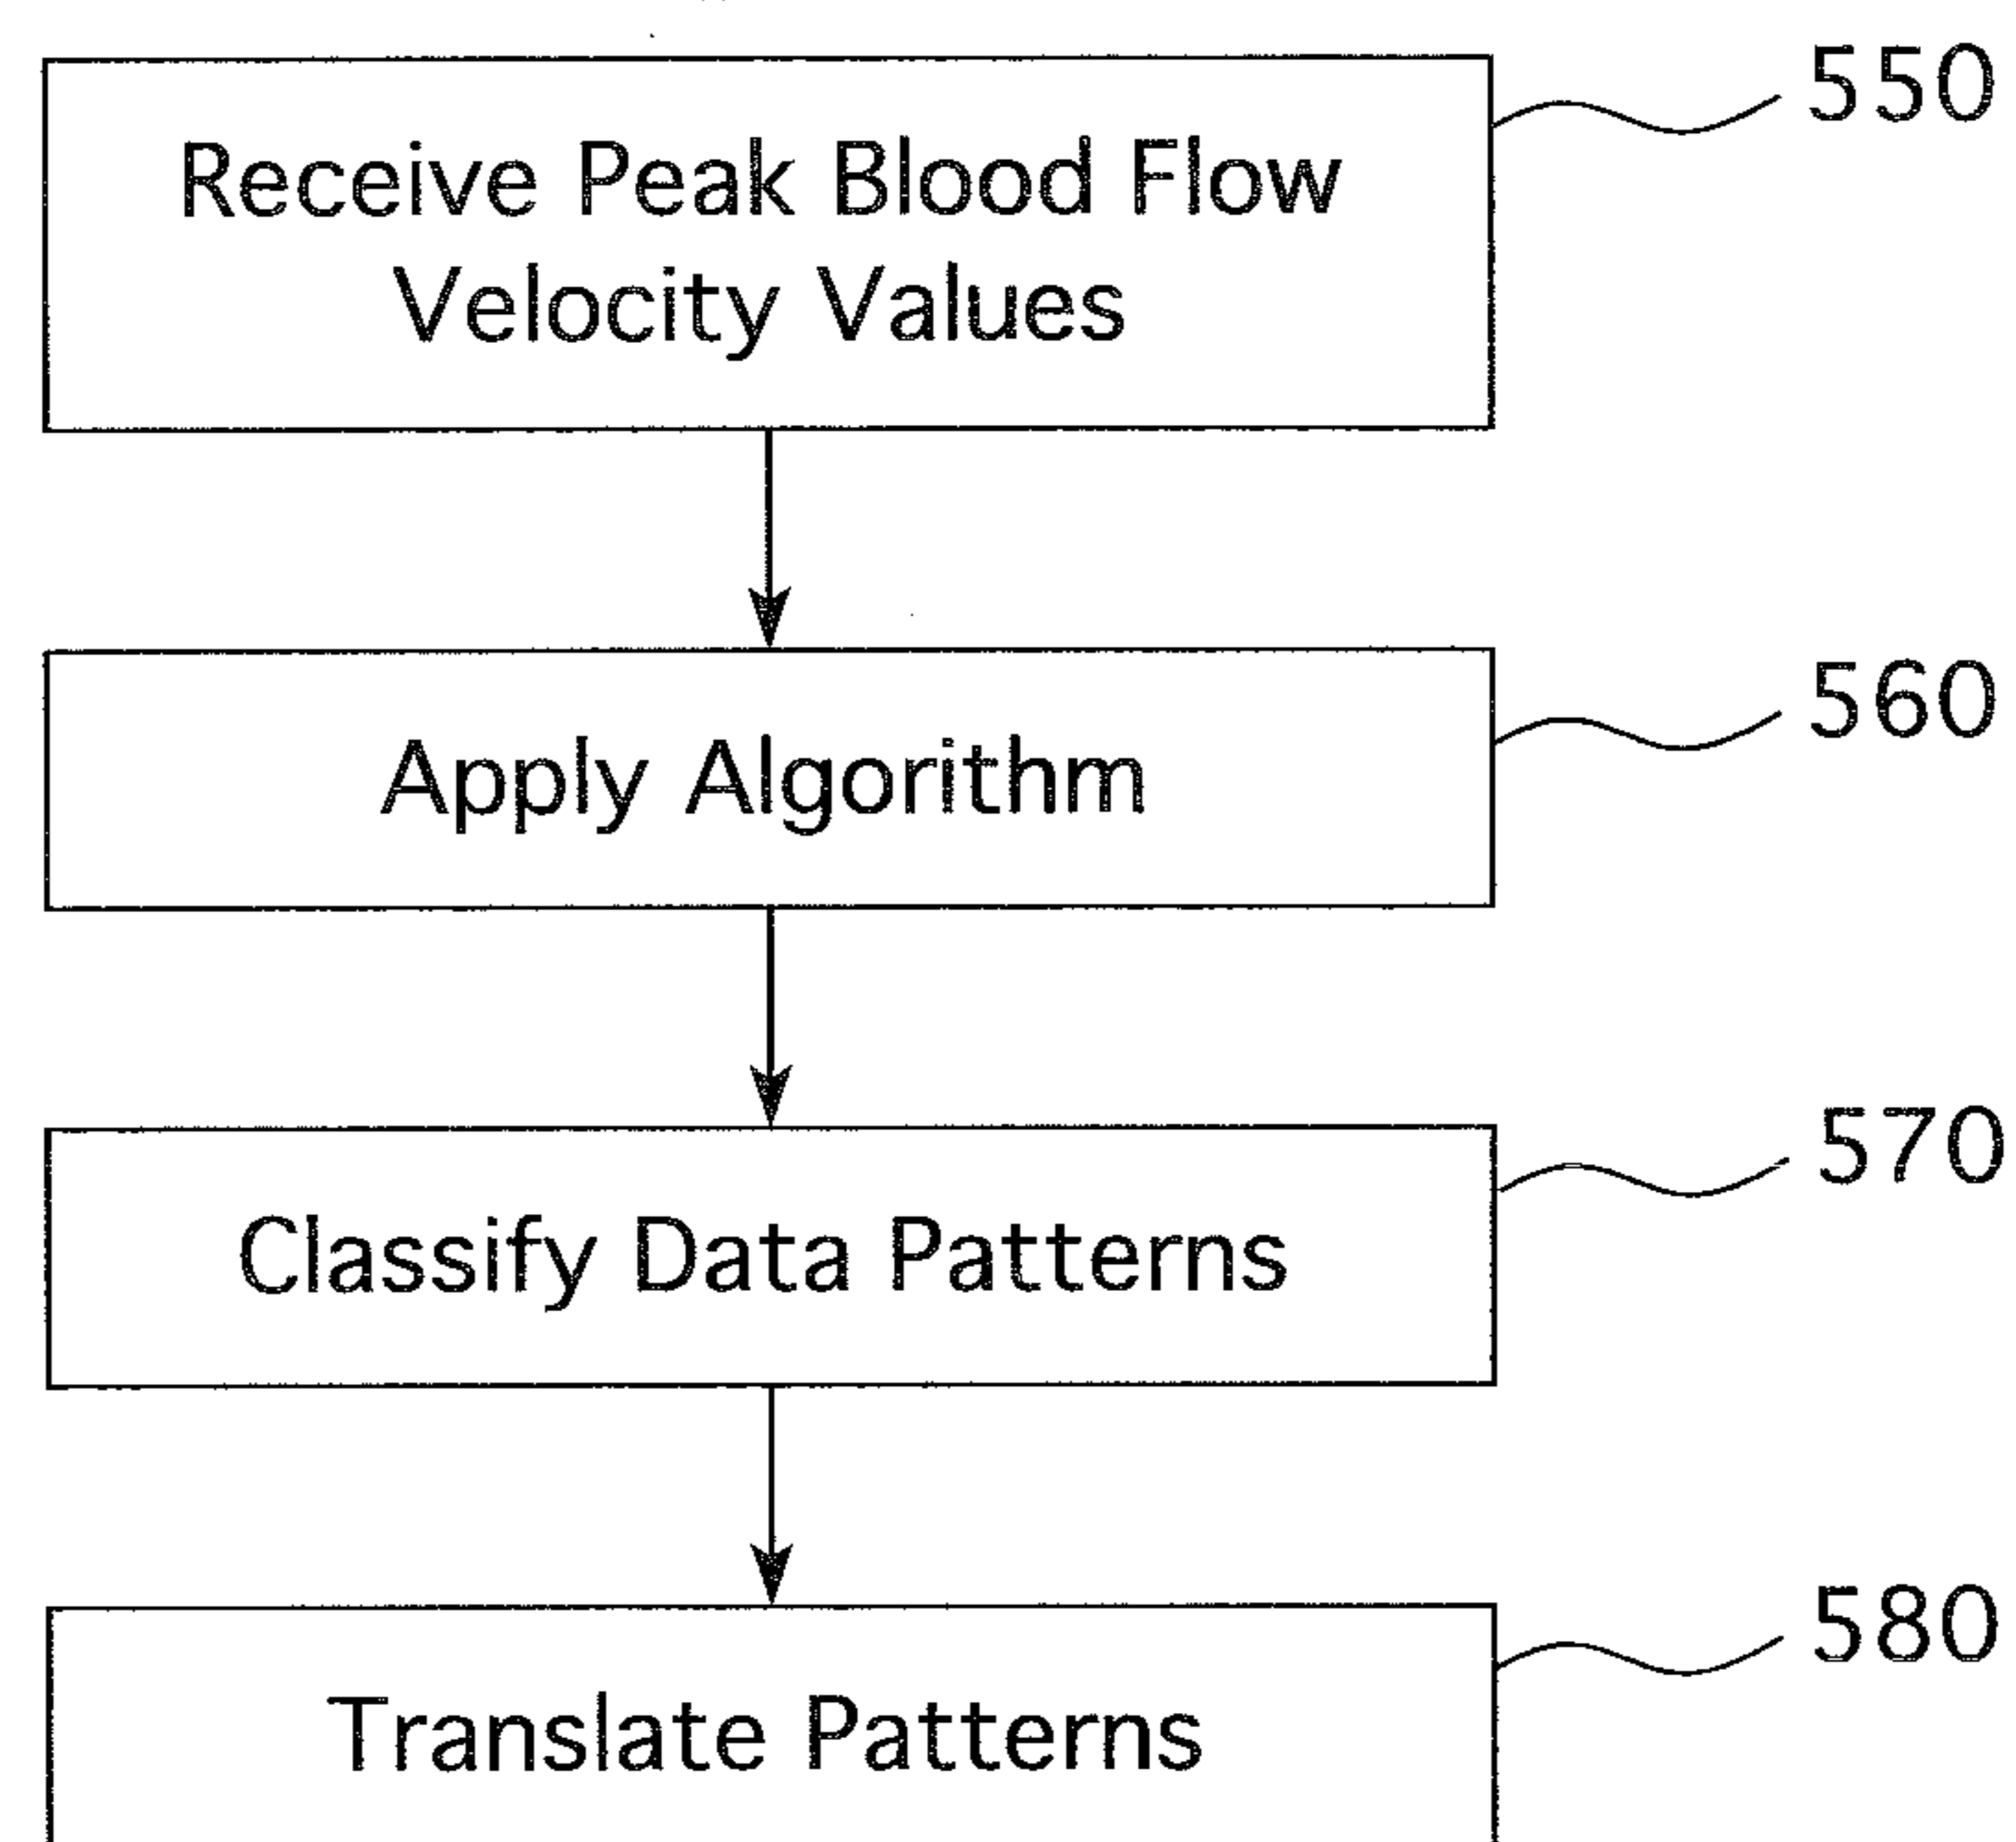 550
Receive Peak Blood Flow
Velocity Values
560
Apply Algorithm
570
Classify Data Patterns
580
Translate Patterns